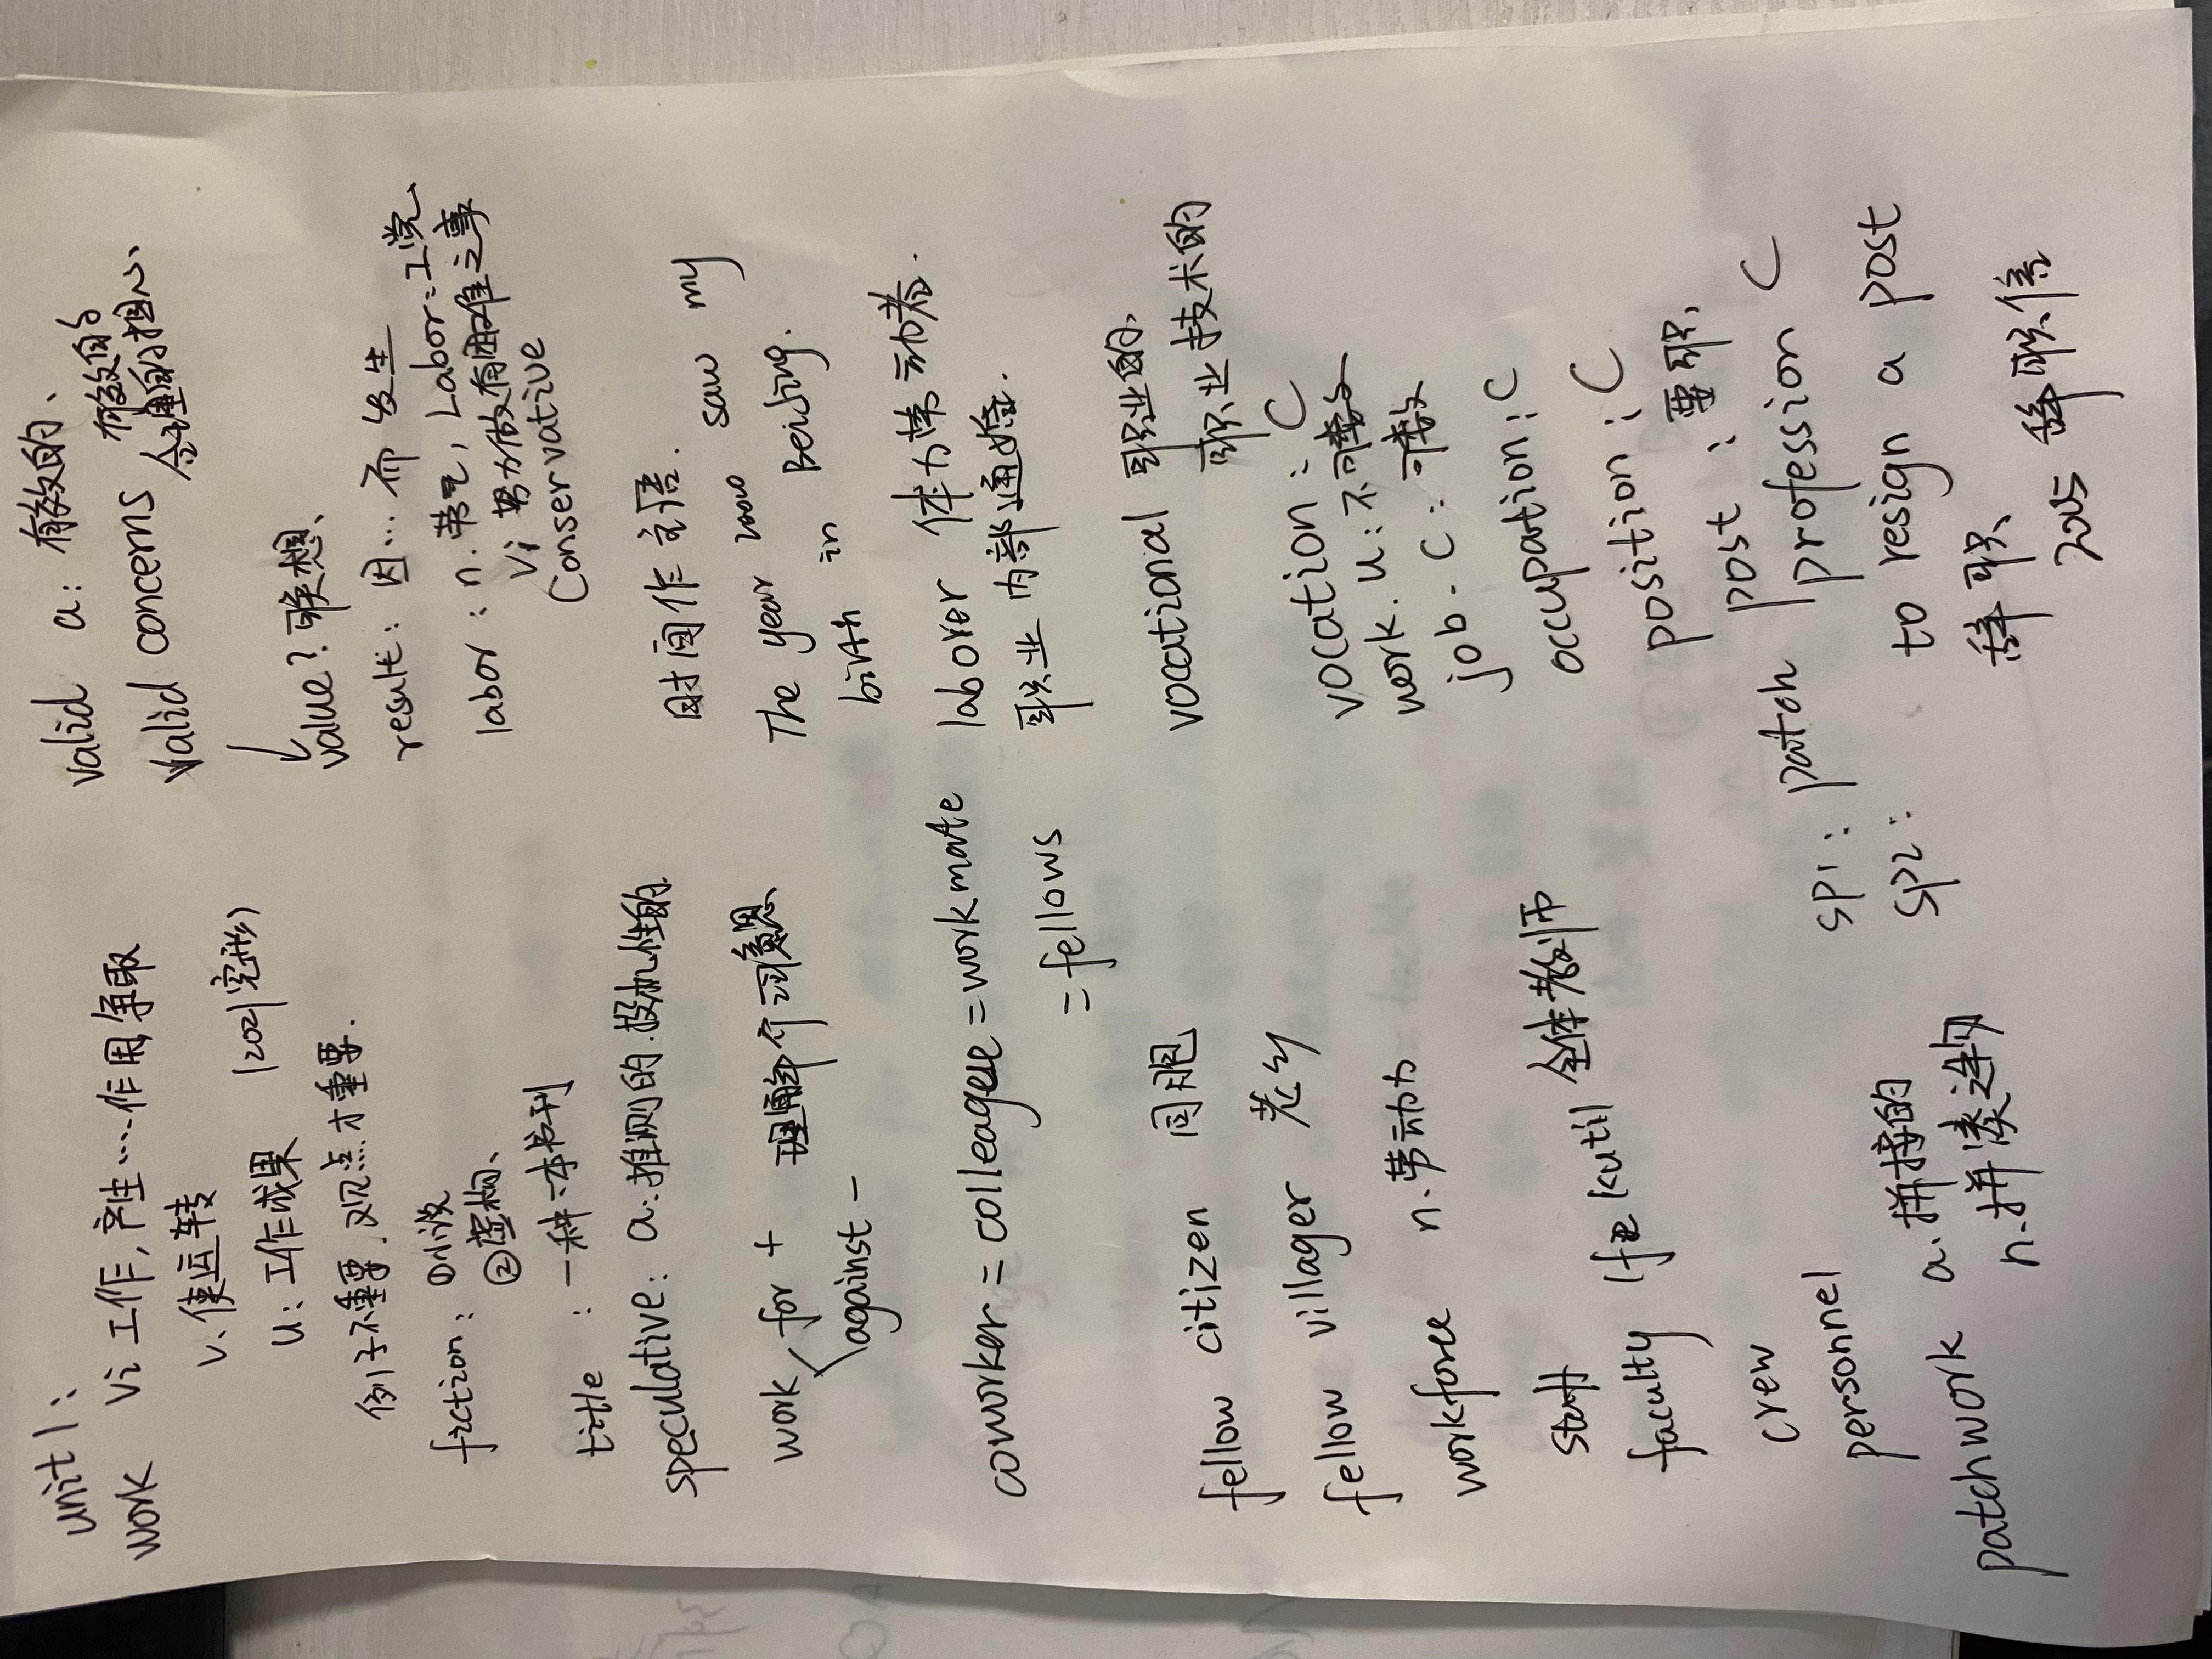 unit 1:
work vi 工作, 产生……作用, 争取
v. 使运转
u: 工作成果 (2021完形)
例子不重要, 观点才重要.
fiction: ①小说
②虚构、
title : 一种/本书刊
speculative: a: 推测的. 投机性的.
work for + 理解介词意思
against -
coworker = colleageue = workmate
= fellows
fellow citizen 同胞
fellow villager 老乡
workforce n. 劳动力
staff
faculty (fækuti) 全体教师
crew
personnel
patchwork a. 拼接的
n. 拼凑之物
valid a: 有效的、
valid concerns 有效的
合理的担心、
value? 联想、
result: 因… 而发生
labor: n. 劳工, Labor: 工党、
vi 努力做有困难之事
Conservative
时间作主语.
The year 2000 saw my
birth in Beijing.
laborer 体力劳动者.
职业内部通婚.
vocational 职业的、
职业技术的
vocation: C
work. u: 不可数
job - C: 可数
occupation: C
position: C
post : 要职,
profession C
sp1: patch
sp2:
to resign a post
辞职
2005 辞职信